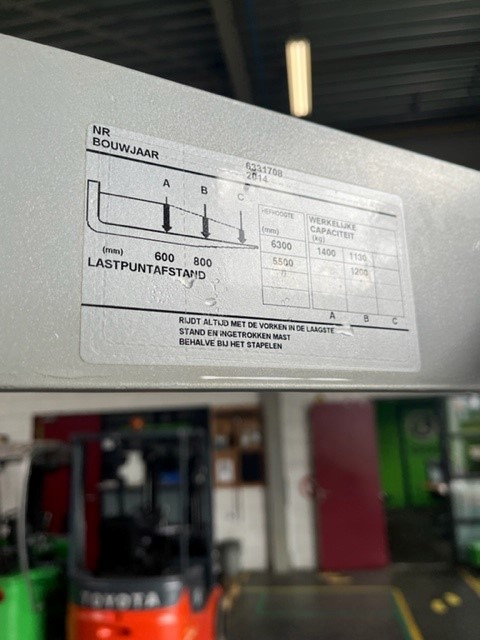 NR 6331708
BOUWJAAR 2014
A B C
HEFHOOGTE WERKELIJKE
CAPACITEIT
(mm) (kg)
6300 1400 1130
5500 1200
0
(mm) 600 800
LASTPUNTAFSTAND
A B C
RIJDT ALTIJD MET DE VORKEN IN DE LAAGSTE
STAND EN INGETROKKEN MAST
BEHALVE BIJ HET STAPELEN
TOYOTA